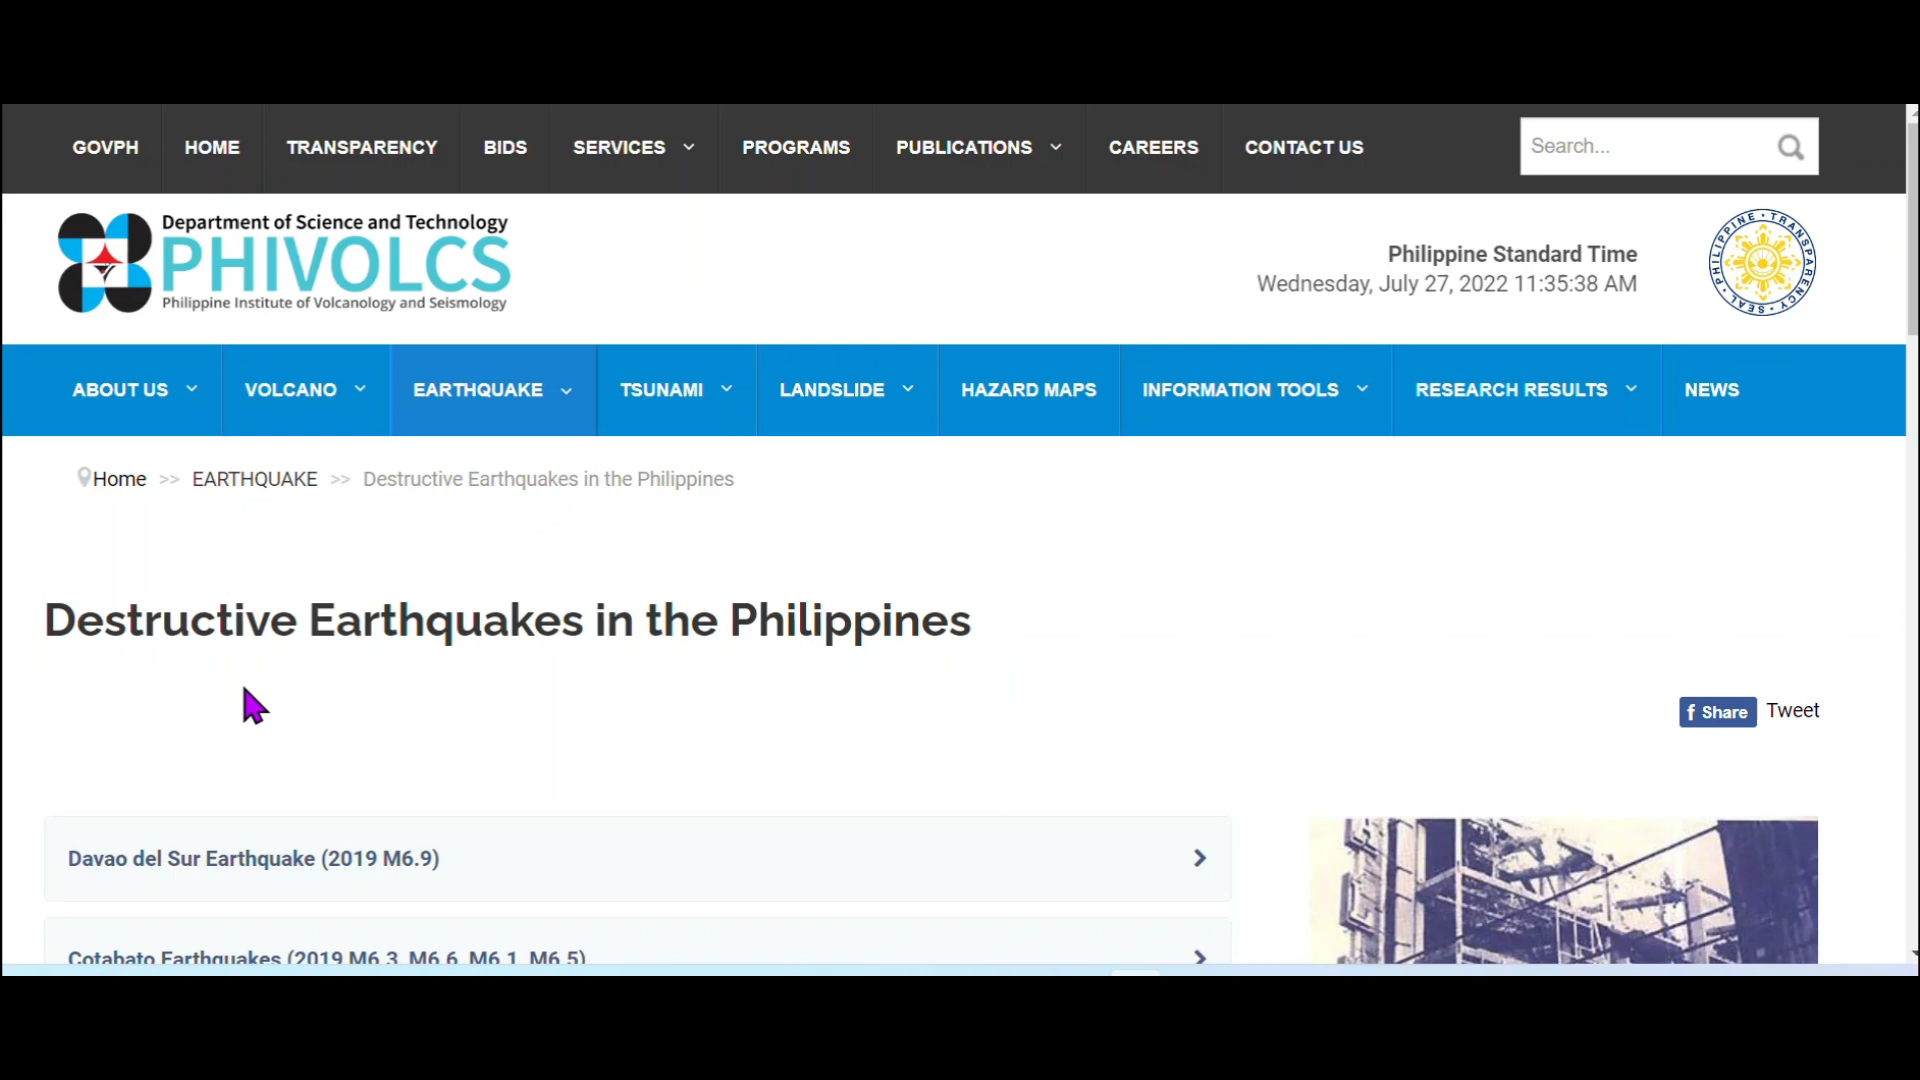 GOVPH HOME TRANSPARENCY BIDS SERVICES PROGRAMS PUBLICATIONS CAREERS CONTACT US Search...
Department of Science and Technology
PHIVOLCS
Philippine Institute of Volcanology and Seismology
Philippine Standard Time
Wednesday, July 27, 2022 11:35:38 AM
PHILIPPINE • TRANSPARENCY SEAL •
ABOUT US VOLCANO EARTHQUAKE TSUNAMI LANDSLIDE HAZARD MAPS INFORMATION TOOLS RESEARCH RESULTS NEWS
Home >> EARTHQUAKE >> Destructive Earthquakes in the Philippines
Destructive Earthquakes in the Philippines
f Share Tweet
Davao del Sur Earthquake (2019 M6.9)
Cotabato Earthquakes (2019 M6.3, M6.6, M6.1, M6.5)